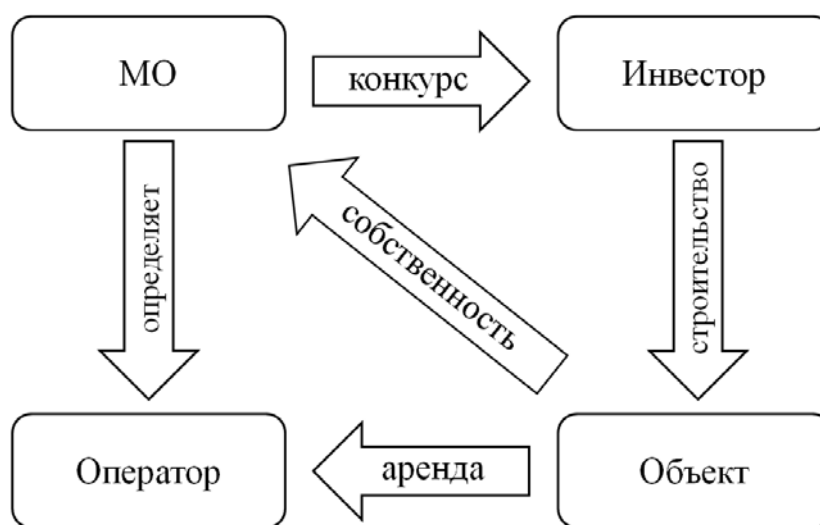 МО
конкурс
Инвестор
определяет
собственность
строительство
Оператор
аренда
Объект